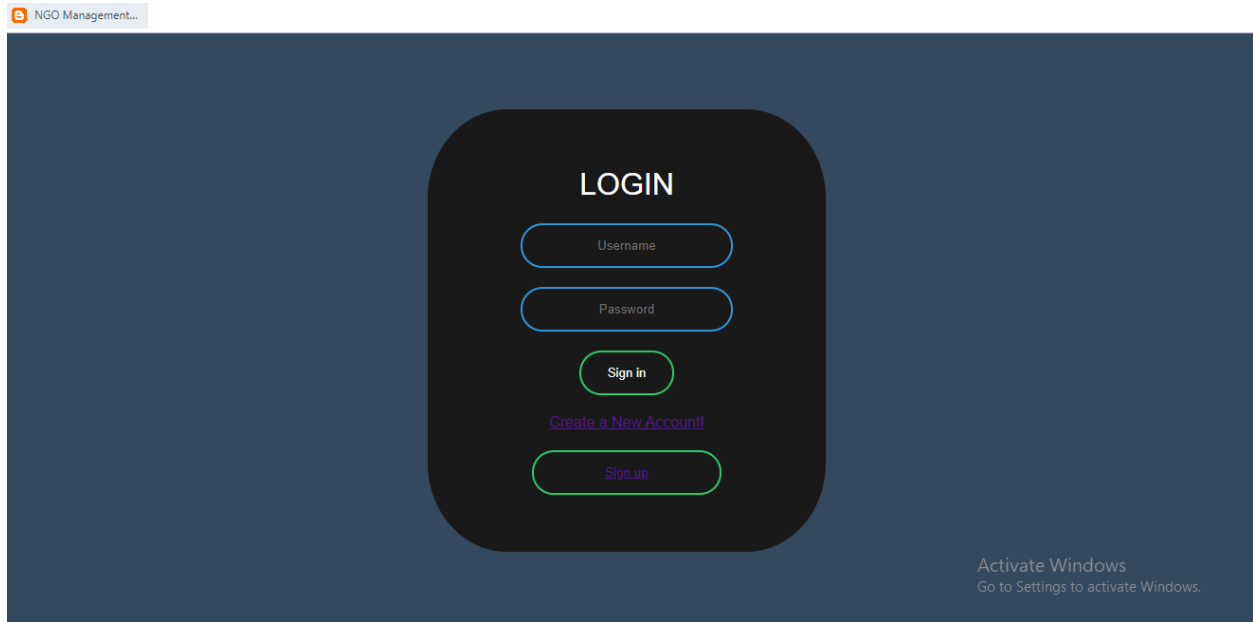 NGO Management...
LOGIN
Username
Password
Sign in
Create a New Account!
Sign up
Activate Windows
Go to Settings to activate Windows.